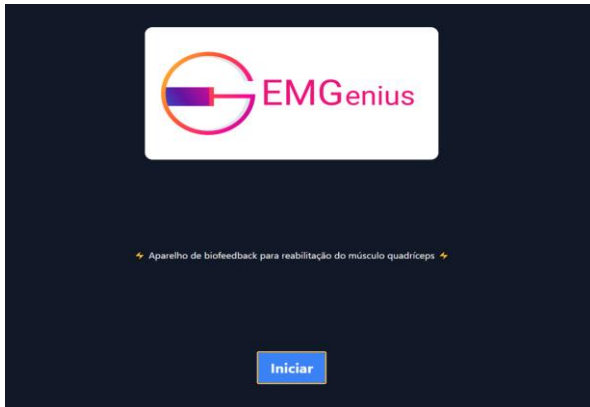 EMGenius
⚡ Aparelho de biofeedback para reabilitação do músculo quadríceps ⚡
Iniciar